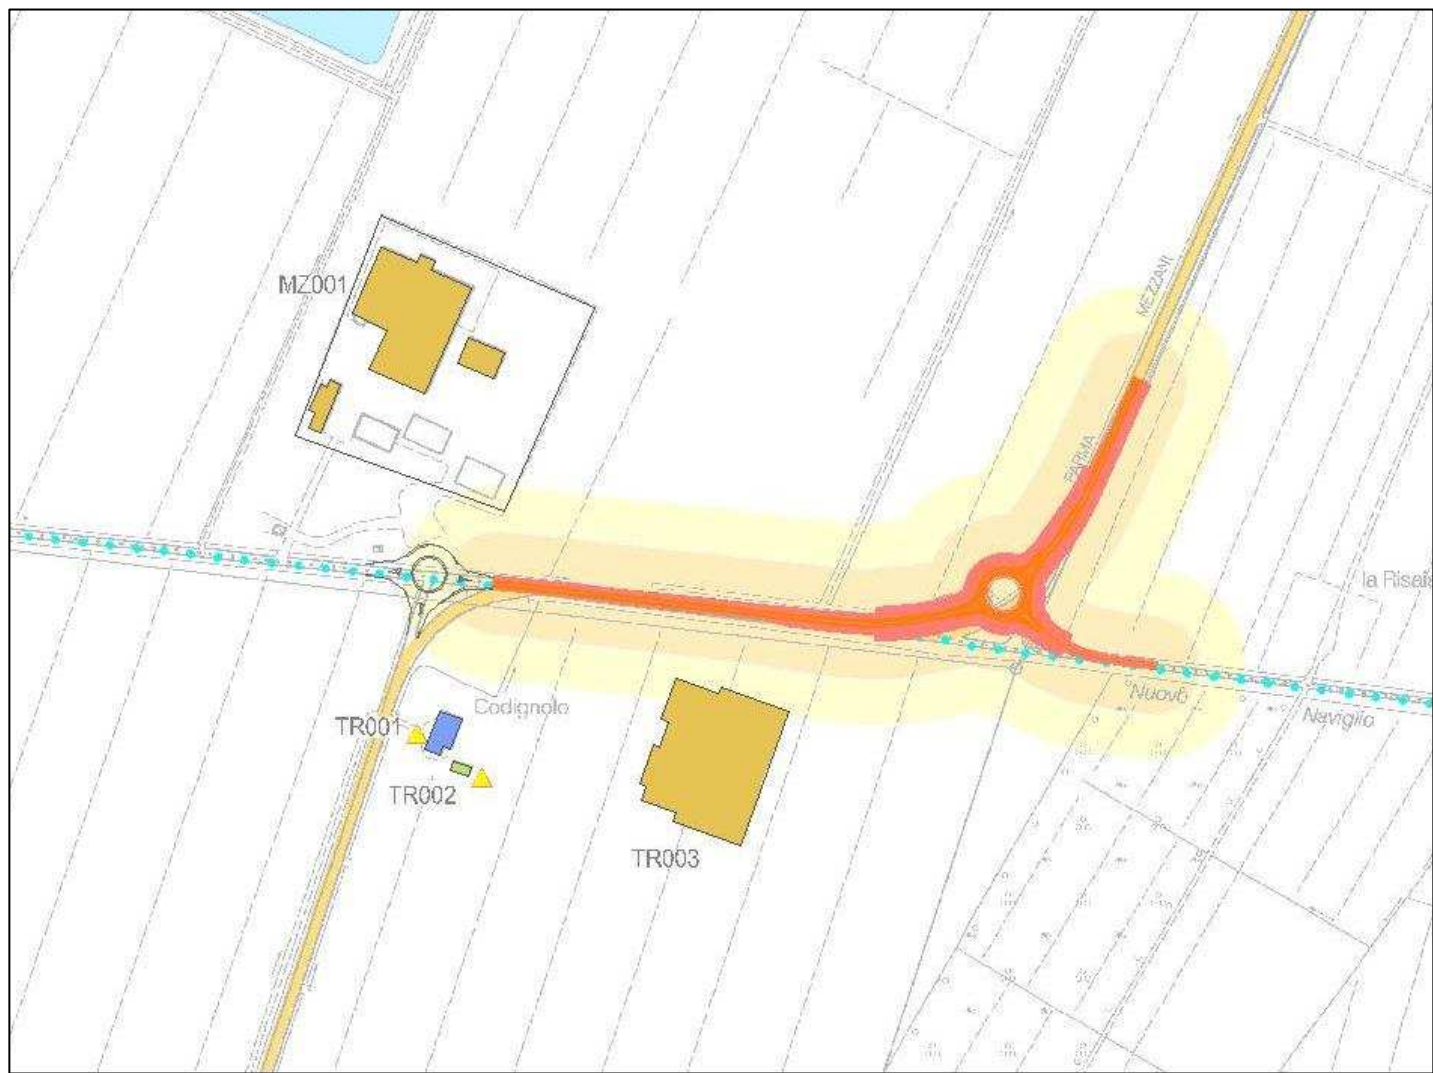 MEZZANI
MZ001
PARMA
la Risaia
Nuovo
Naviglio
Codignolo
TR001
TR002
TR003